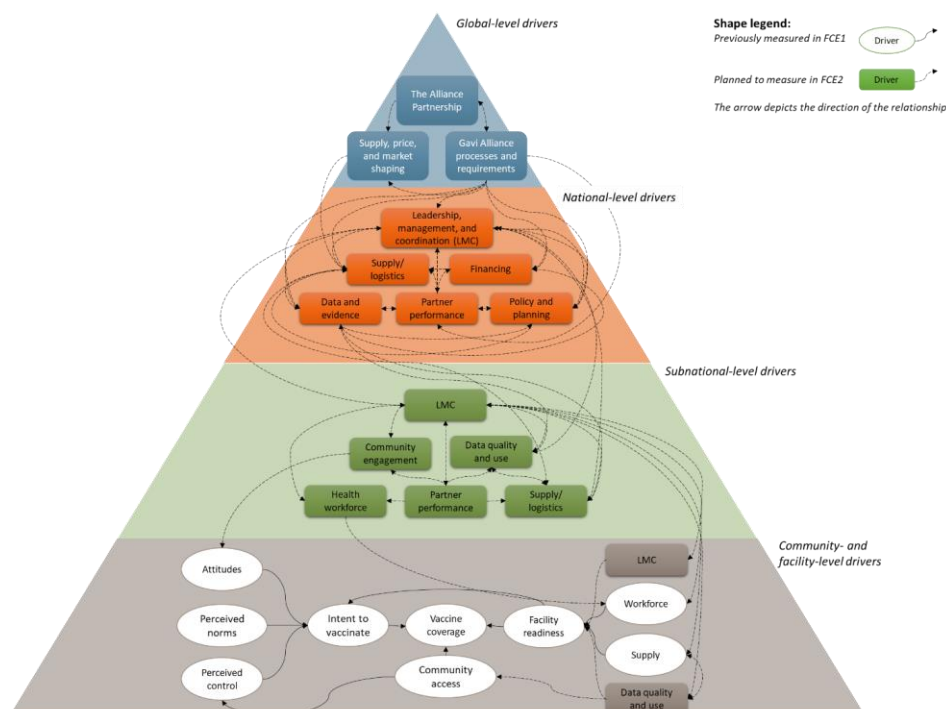 Global-level drivers
Shape legend:
Previously measured in FCE1
Driver
Planned to measure in FCE2
Driver
The arrow depicts the direction of the relationship
The Alliance
Partnership
Supply, price,
and market
shaping
Gavi Alliance
processes and
requirements
National-level drivers
Leadership,
management, and
coordination (LMC)
Supply/
logistics
Financing
Data and
evidence
Partner
performance
Policy and
planning
Subnational-level drivers
LMC
Community
engagement
Data quality
and use
Health
workforce
Partner
performance
Supply/
logistics
Community- and
facility-level drivers
LMC
Attitudes
Workforce
Perceived
norms
Intent to
vaccinate
Vaccine
coverage
Facility
readiness
Supply
Perceived
control
Community
access
Data quality
and use